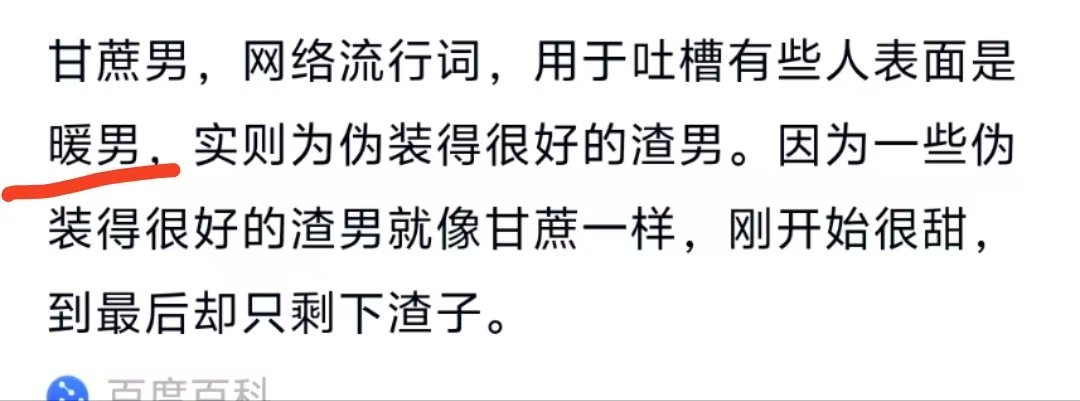 甘蔗男，网络流行词，用于吐槽有些人表面是
暖男，实则为伪装得很好的渣男。因为一些伪
装得很好的渣男就像甘蔗一样，刚开始很甜，
到最后却只剩下渣子。
百度百科